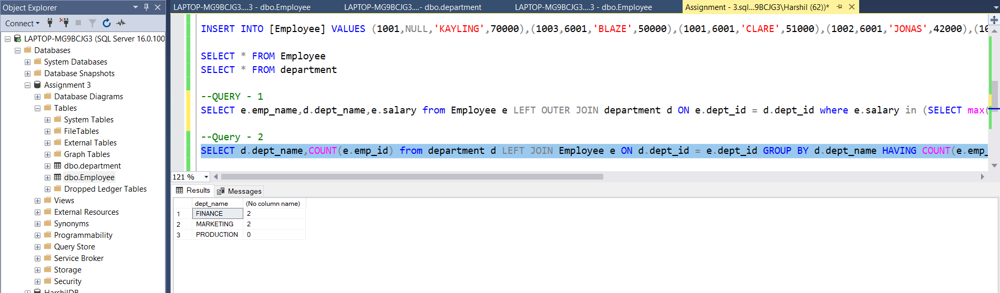 Object Explorer
Connect
LAPTOP-MG9BCJG3 (SQL Server 16.0.100
Databases
System Databases
Database Snapshots
Assignment 3
Database Diagrams
Tables
System Tables
FileTables
External Tables
Graph Tables
dbo.department
dbo.Employee
Dropped Ledger Tables
Views
External Resources
Synonyms
Programmability
Query Store
Service Broker
Storage
Security
HarshilDB
LAPTOP-MG9BCJG3....3 - dbo.Employee
LAPTOP-MG9BCJG3....- dbo.department
LAPTOP-MG9BCJG3....3 - dbo.Employee
Assignment - 3.sql...9BCJG3\Harshil (62))*
INSERT INTO [Employee] VALUES (1001,NULL,'KAYLING',70000),(1003,6001,'BLAZE',50000),(1001,6001,'CLARE',51000),(1002,6001,'JONAS',42000),(10
SELECT * FROM Employee
SELECT * FROM department
--QUERY - 1
SELECT e.emp_name,d.dept_name,e.salary from Employee e LEFT OUTER JOIN department d ON e.dept_id = d.dept_id where e.salary in (SELECT max(
--Query - 2
SELECT d.dept_name,COUNT(e.emp_id) from department d LEFT JOIN Employee e ON d.dept_id = e.dept_id GROUP BY d.dept_name HAVING COUNT(e.emp_
121 %
Results
Messages
dept_name (No column name)
1 FINANCE 2
2 MARKETING 2
3 PRODUCTION 0